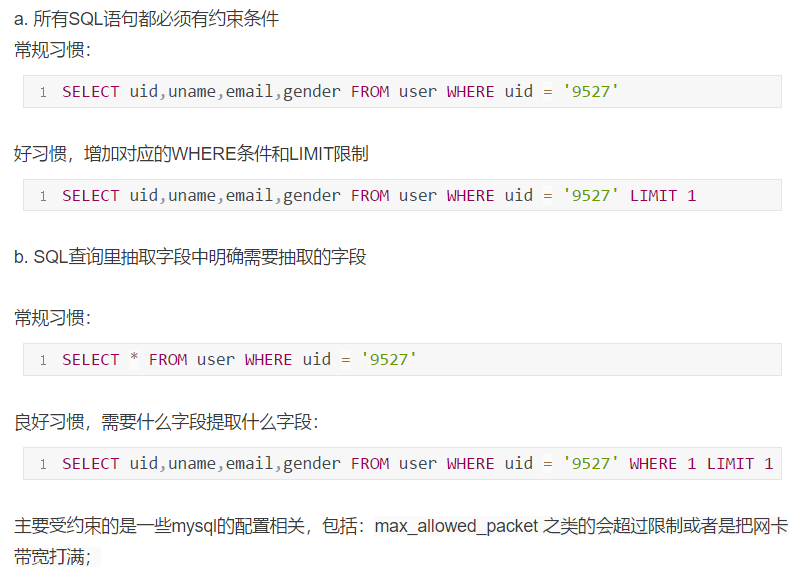 a. 所有SQL语句都必须有约束条件
常规习惯：
1 SELECT uid,uname,email,gender FROM user WHERE uid = '9527'
好习惯，增加对应的WHERE条件和LIMIT限制
1 SELECT uid,uname,email,gender FROM user WHERE uid = '9527' LIMIT 1
b. SQL查询里抽取字段中明确需要抽取的字段
常规习惯：
1 SELECT * FROM user WHERE uid = '9527'
良好习惯，需要什么字段提取什么字段：
1 SELECT uid,uname,email,gender FROM user WHERE uid = '9527' WHERE 1 LIMIT 1
主要受约束的是一些mysql的配置相关，包括：max_allowed_packet 之类的会超过限制或者是把网卡
带宽打满；